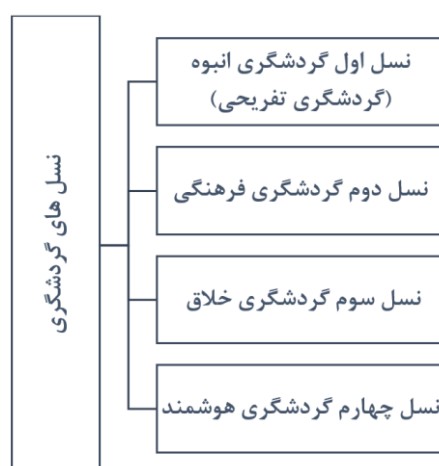 نسل های گردشگری
نسل اول گردشگری انبوه
(گردشگری تفریحی)
نسل دوم گردشگری فرهنگی
نسل سوم گردشگری خلاق
نسل چهارم گردشگری هوشمند